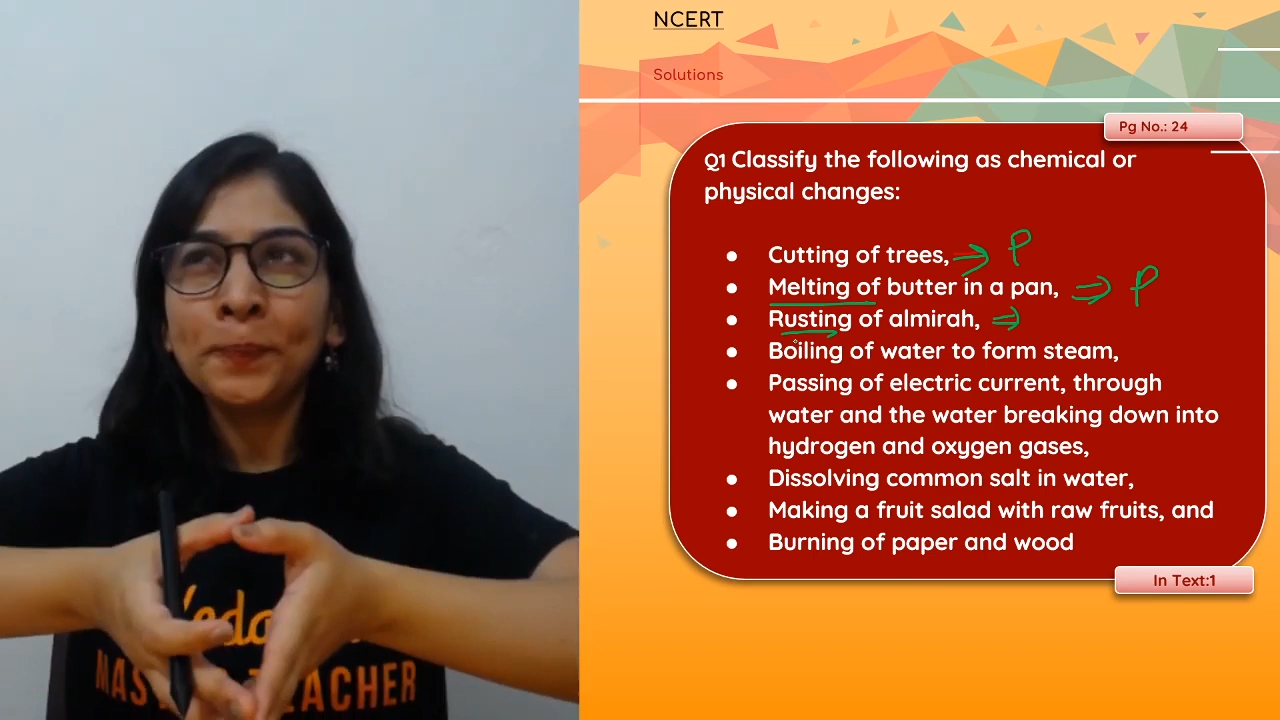 NCERT
Solutions
Pg No.: 24
Q1 Classify the following as chemical or
physical changes:
● Cutting of trees, → P
● Melting of butter in a pan, ⇒ P
● Rusting of almirah, ⇒
● Boiling of water to form steam,
● Passing of electric current, through
water and the water breaking down into
hydrogen and oxygen gases,
● Dissolving common salt in water,
● Making a fruit salad with raw fruits, and
● Burning of paper and wood
In Text:1